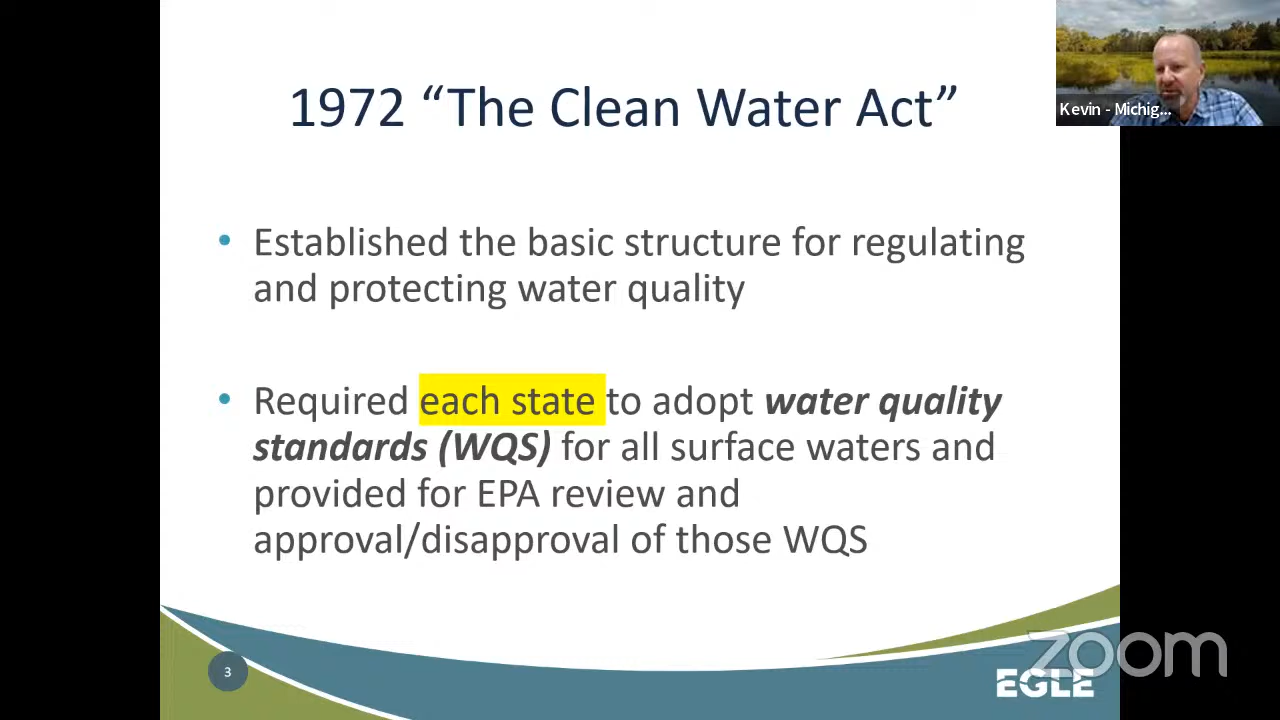 1972 “The Clean Water Act”
Kevin - Michig...
• Established the basic structure for regulating
and protecting water quality
• Required each state to adopt water quality
standards (WQS) for all surface waters and
provided for EPA review and
approval/disapproval of those WQS
3
EGLE
zoom